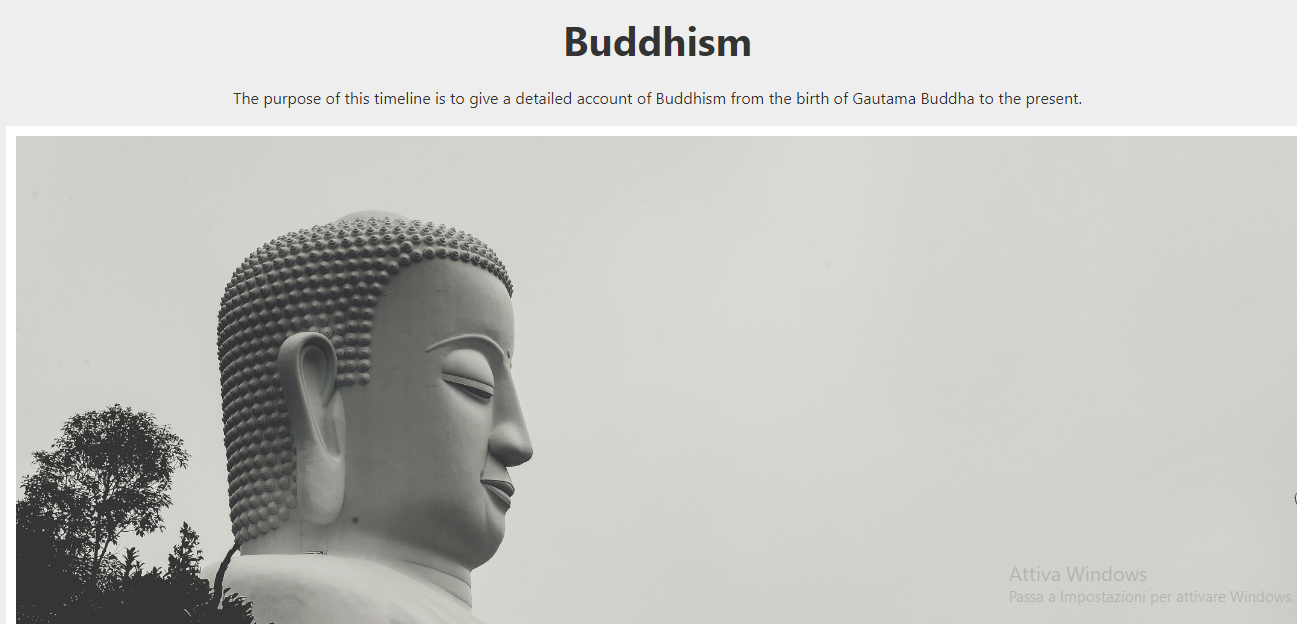 Buddhism
The purpose of this timeline is to give a detailed account of Buddhism from the birth of Gautama Buddha to the present.
Attiva Windows
Passa a Impostazioni per attivare Windows.